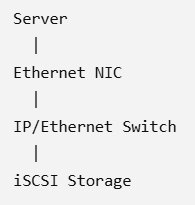 Server
|
Ethernet NIC
|
IP/Ethernet Switch
|
iSCSI Storage